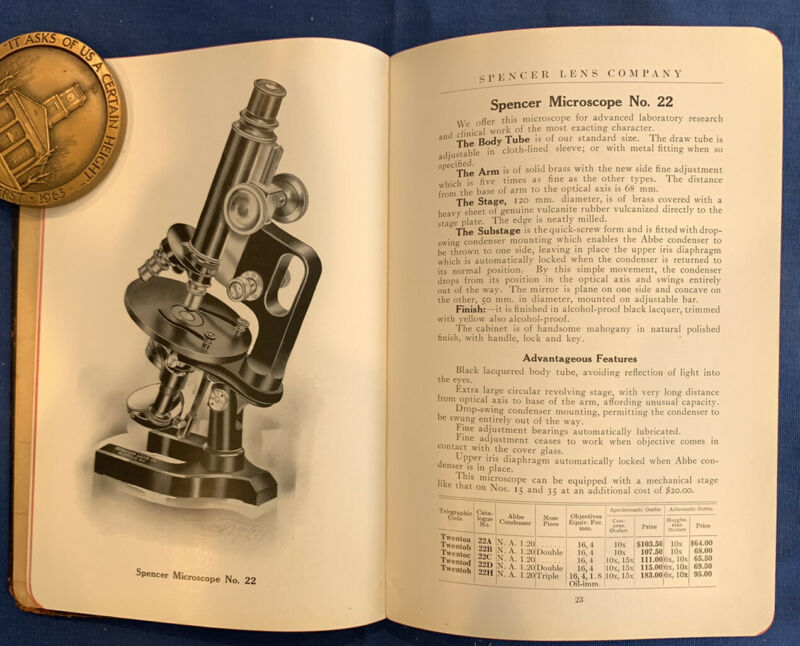 "IT ASKS OF US A CERTAIN HEIGHT"
ERST - 1963
Spencer Microscope No. 22
SPENCER LENS COMPANY
Spencer Microscope No. 22
We offer this microscope for advanced laboratory research
and clinical work of the most exacting character.
The Body Tube is of our standard size. The draw tube is
adjustable in cloth-lined sleeve; or with metal fitting when so
specified.
The Arm is of solid brass with the new side fine adjustment
which is five times as fine as the other types. The distance
from the base of arm to the optical axis is 68 mm.
The Stage, 120 mm. diameter, is of brass covered with a
heavy sheet of genuine vulcanite rubber vulcanized directly to the
stage plate. The edge is neatly milled.
The Substage is the quick-screw form and is fitted with drop-
swing condenser mounting which enables the Abbe condenser to
be thrown to one side, leaving in place the upper iris diaphragm
which is automatically locked when the condenser is returned to
its normal position. By this simple movement, the condenser
drops from its position in the optical axis and swings entirely
out of the way. The mirror is plane on one side and concave on
the other, 50 mm. in diameter, mounted on adjustable bar.
Finish:—it is finished in alcohol-proof black lacquer, trimmed
with yellow also alcohol-proof.
The cabinet is of handsome mahogany in natural polished
finish, with handle, lock and key.
Advantageous Features
Black lacquered body tube, avoiding reflection of light into
the eyes.
Extra large circular revolving stage, with very long distance
from optical axis to base of the arm, affording unusual capacity.
Drop-swing condenser mounting, permitting the condenser to
be swung entirely out of the way.
Fine adjustment bearings automatically lubricated.
Fine adjustment ceases to work when objective comes in
contact with the cover glass.
Upper iris diaphragm automatically locked when Abbe con-
denser is in place.
This microscope can be equipped with a mechanical stage
like that on Nos. 15 and 35 at an additional cost of $20.00.
Telegraphic Code Catalogue No. Abbe Condenser Nose Piece Objectives Equiv. Foc. mm. Apochromatic Outfits Achromatic Outfits
Compens. Oculars Price Huyghenian Oculars Price
Twentoa 22A N. A. 1.20 ....... 16, 4 10x $103.50 10x $64.00
Twentob 22B N. A. 1.20 Double 16, 4 10x 107.50 10x 68.00
Twentoc 22C N. A. 1.20 ....... 16, 4 10x, 15x 111.00 6x, 10x 65.50
Twentod 22D N. A. 1.20 Double 16, 4 10x, 15x 115.00 6x, 10x 69.50
Twentoh 22H N. A. 1.20 Triple 16, 4, 1.8 10x, 15x 183.00 6x, 10x 95.00
Oil-imm.
23